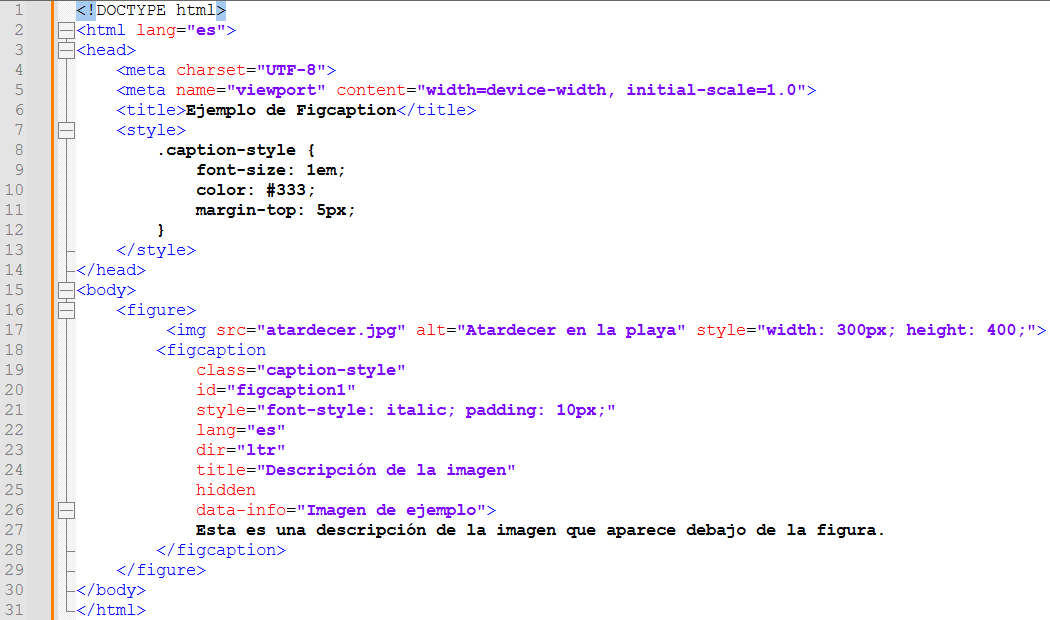 1 <!DOCTYPE html>
2 <html lang="es">
3 <head>
4 <meta charset="UTF-8">
5 <meta name="viewport" content="width=device-width, initial-scale=1.0">
6 <title>Ejemplo de Figcaption</title>
7 <style>
8 .caption-style {
9 font-size: 1em;
10 color: #333;
11 margin-top: 5px;
12 }
13 </style>
14 </head>
15 <body>
16 <figure>
17 <img src="atardecer.jpg" alt="Atardecer en la playa" style="width: 300px; height: 400;">
18 <figcaption
19 class="caption-style"
20 id="figcaption1"
21 style="font-style: italic; padding: 10px;"
22 lang="es"
23 dir="ltr"
24 title="Descripción de la imagen"
25 hidden
26 data-info="Imagen de ejemplo">
27 Esta es una descripción de la imagen que aparece debajo de la figura.
28 </figcaption>
29 </figure>
30 </body>
31 </html>